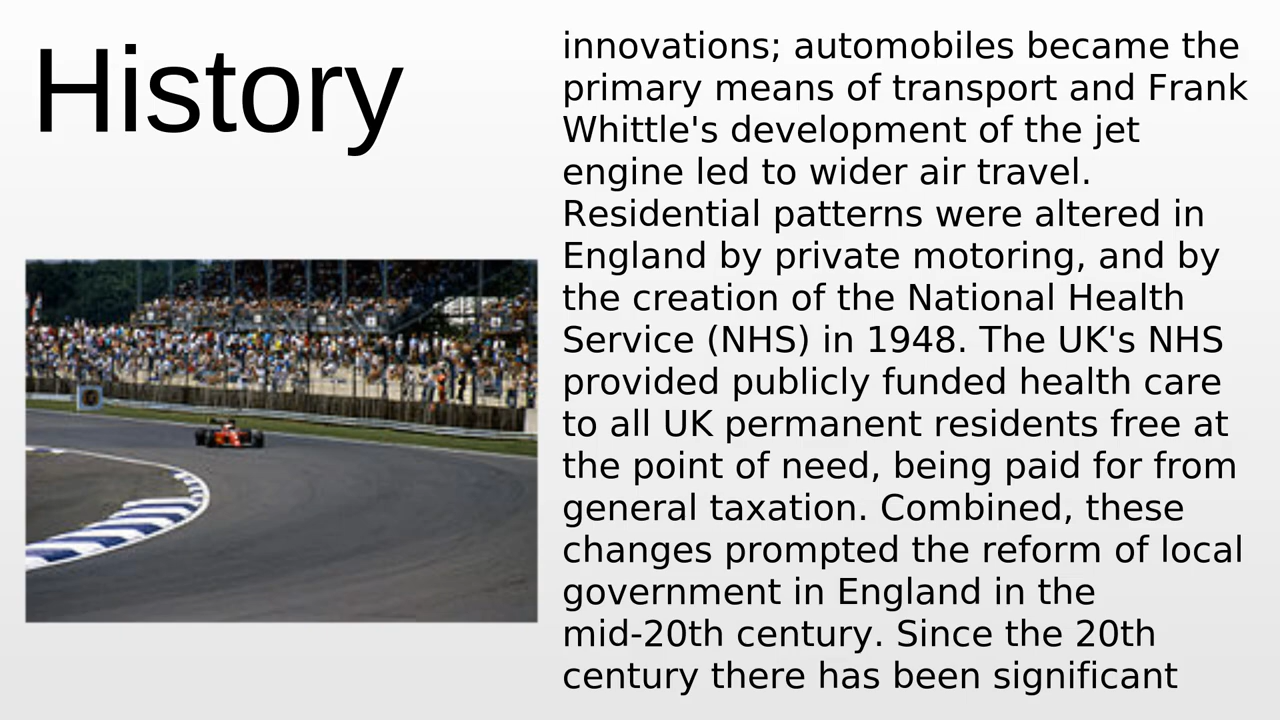 History
innovations; automobiles became the
primary means of transport and Frank
Whittle's development of the jet
engine led to wider air travel.
Residential patterns were altered in
England by private motoring, and by
the creation of the National Health
Service (NHS) in 1948. The UK's NHS
provided publicly funded health care
to all UK permanent residents free at
the point of need, being paid for from
general taxation. Combined, these
changes prompted the reform of local
government in England in the
mid-20th century. Since the 20th
century there has been significant